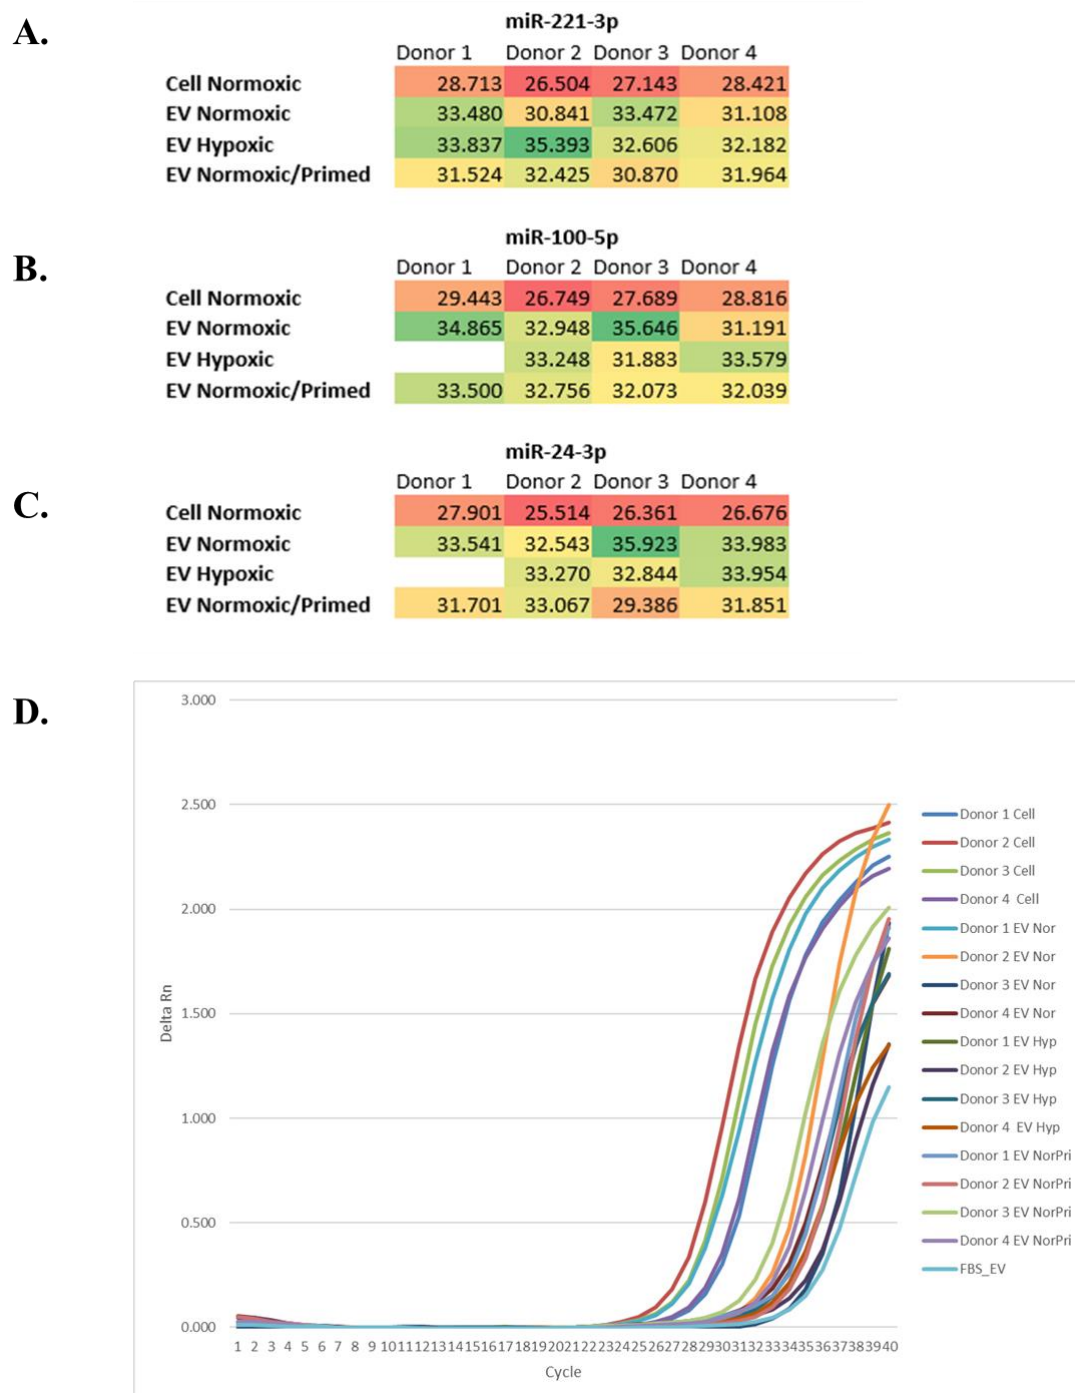 A.
miR-221-3p
Donor 1 Donor 2 Donor 3 Donor 4
Cell Normoxic 28.713 26.504 27.143 28.421
EV Normoxic 33.480 30.841 33.472 31.108
EV Hypoxic 33.837 35.393 32.606 32.182
EV Normoxic/Primed 31.524 32.425 30.870 31.964
B.
miR-100-5p
Donor 1 Donor 2 Donor 3 Donor 4
Cell Normoxic 29.443 26.749 27.689 28.816
EV Normoxic 34.865 32.948 35.646 31.191
EV Hypoxic 33.248 31.883 33.579
EV Normoxic/Primed 33.500 32.756 32.073 32.039
C.
miR-24-3p
Donor 1 Donor 2 Donor 3 Donor 4
Cell Normoxic 27.901 25.514 26.361 26.676
EV Normoxic 33.541 32.543 35.923 33.983
EV Hypoxic 33.270 32.844 33.954
EV Normoxic/Primed 31.701 33.067 29.386 31.851
D.
3.000
2.500
2.000
1.500
1.000
0.500
0.000
Delta Rn
1 2 3 4 5 6 7 8 9 10 11 12 13 14 15 16 17 18 19 20 21 22 23 24 25 26 27 28 29 30 31 32 33 34 35 36 37 38 39 40
Cycle
Donor 1 Cell
Donor 2 Cell
Donor 3 Cell
Donor 4 Cell
Donor 1 EV Nor
Donor 2 EV Nor
Donor 3 EV Nor
Donor 4 EV Nor
Donor 1 EV Hyp
Donor 2 EV Hyp
Donor 3 EV Hyp
Donor 4 EV Hyp
Donor 1 EV NorPri
Donor 2 EV NorPri
Donor 3 EV NorPri
Donor 4 EV NorPri
FBS_EV